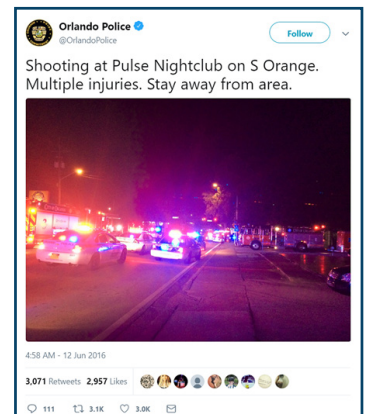 Orlando Police
@OrlandoPolice
Follow
Shooting at Pulse Nightclub on S Orange.
Multiple injuries. Stay away from area.
4:58 AM - 12 Jun 2016
3,071 Retweets 2,957 Likes
111 3.1K 3.0K